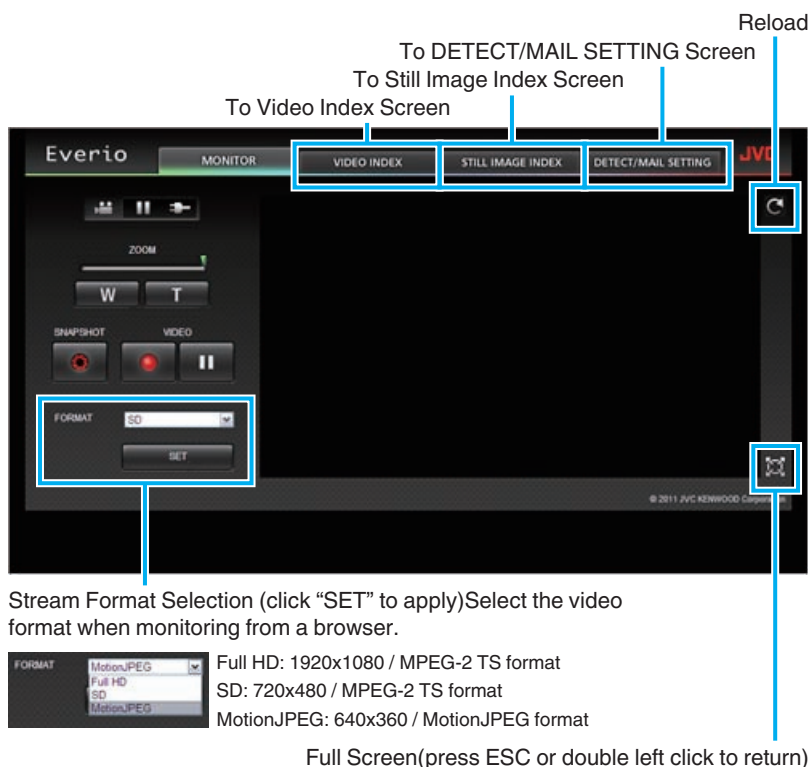 Reload
To DETECT/MAIL SETTING Screen
To Still Image Index Screen
To Video Index Screen
Everio
MONITOR
VIDEO INDEX
STILL IMAGE INDEX
DETECT/MAIL SETTING
JVC
ZOOM
W
T
SNAPSHOT
VIDEO
FORMAT
SD
SET
© 2011 JVC KENWOOD Corporation
Stream Format Selection (click “SET” to apply)Select the video
format when monitoring from a browser.
FORMAT
MotionJPEG
Full HD
SD
MotionJPEG
Full HD: 1920x1080 / MPEG-2 TS format
SD: 720x480 / MPEG-2 TS format
MotionJPEG: 640x360 / MotionJPEG format
Full Screen(press ESC or double left click to return)